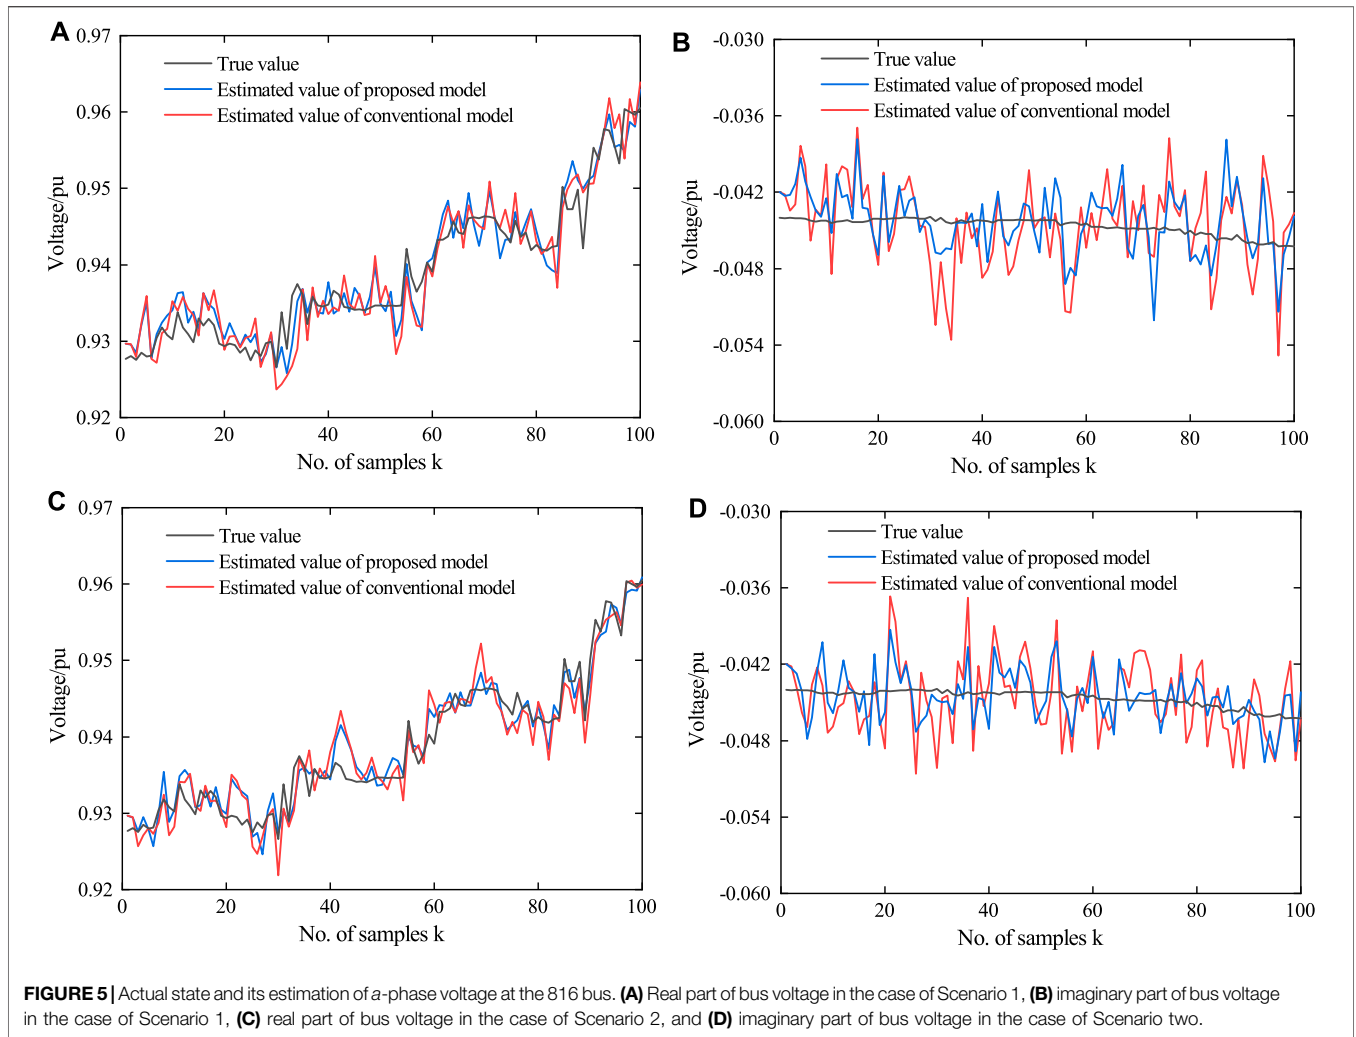 A
0.97
0.96
0.95
0.94
0.93
0.92
Voltage/pu
True value
Estimated value of proposed model
Estimated value of conventional model
0 20 40 60 80 100
No. of samples k
B
-0.030
-0.036
-0.042
-0.048
-0.054
-0.060
Voltage/pu
True value
Estimated value of proposed model
Estimated value of conventional model
0 20 40 60 80 100
No. of samples k
C
0.97
0.96
0.95
0.94
0.93
0.92
Voltage/pu
True value
Estimated value of proposed model
Estimated value of conventional model
0 20 40 60 80 100
No. of samples k
D
-0.030
-0.036
-0.042
-0.048
-0.054
-0.060
Voltage/pu
True value
Estimated value of proposed model
Estimated value of conventional model
0 20 40 60 80 100
No. of samples k
FIGURE 5 | Actual state and its estimation of a-phase voltage at the 816 bus. (A) Real part of bus voltage in the case of Scenario 1, (B) imaginary part of bus voltage
in the case of Scenario 1, (C) real part of bus voltage in the case of Scenario 2, and (D) imaginary part of bus voltage in the case of Scenario two.